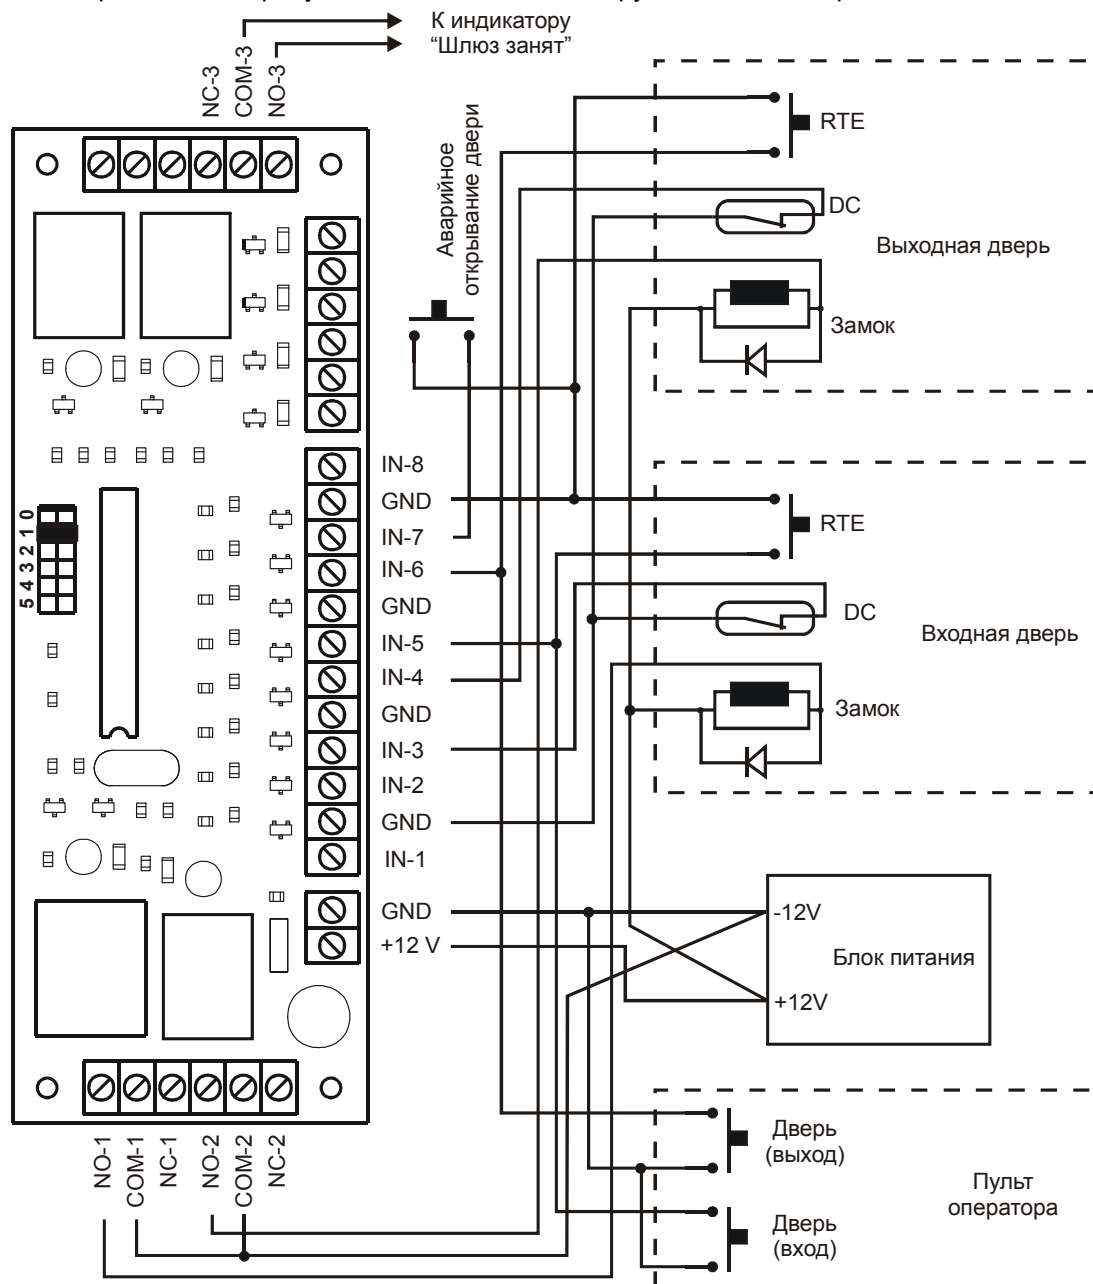 К индикатору
“Шлюз занят”
NC-3
COM-3
NO-3
Аварийное
открывание двери
RTE
DC
Выходная дверь
Замок
IN-8
GND
IN-7
IN-6
GND
IN-5
IN-4
GND
IN-3
IN-2
GND
IN-1
GND
+12 V
5 4 3 2 1 0
RTE
DC
Входная дверь
Замок
-12V
Блок питания
+12V
NO-1
COM-1
NC-1
NO-2
COM-2
NC-2
Дверь
(выход)
Пульт
оператора
Дверь
(вход)